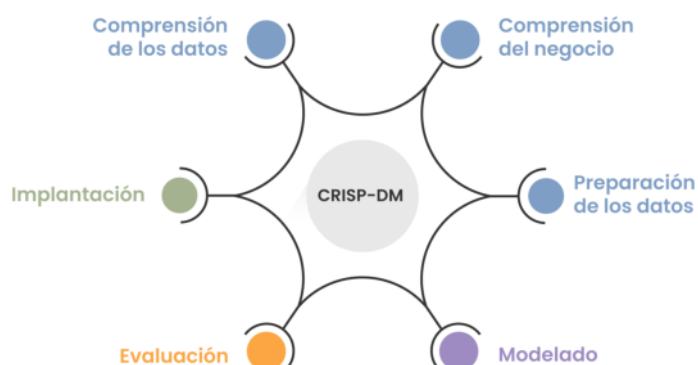 Comprensión
de los datos
Comprensión
del negocio
Implantación
CRISP-DM
Preparación
de los datos
Evaluación
Modelado